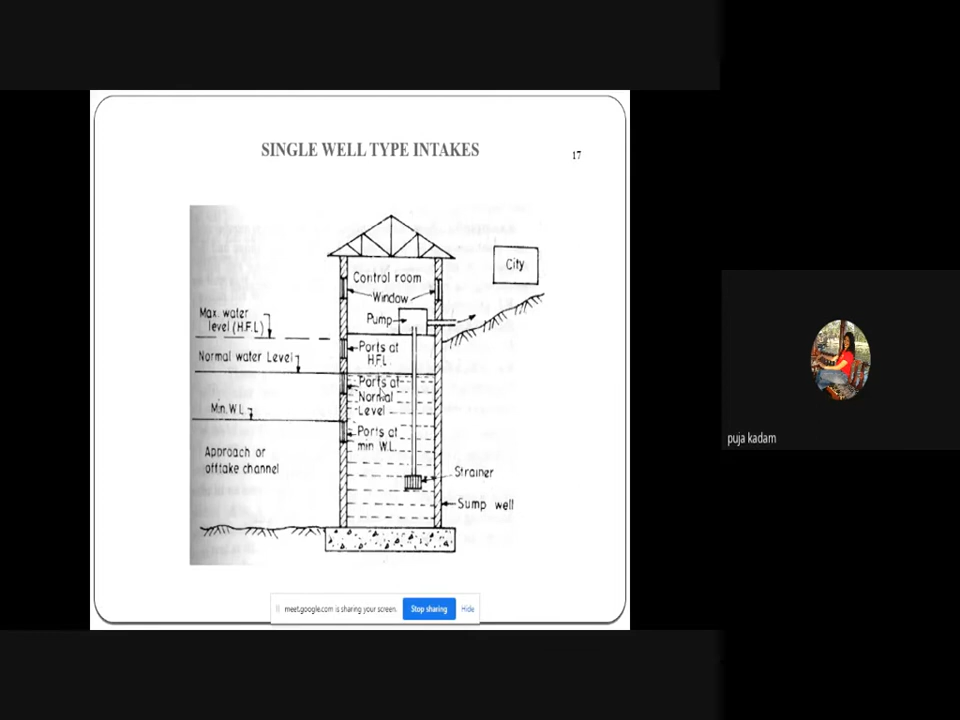 SINGLE WELL TYPE INTAKES
17
City
Control room
Window
Max. water
level (H.F.L)
Pump
Ports at
H.F.L.
Normal water Level
Ports at
Normal
Level
Min. W.L
Ports at
min W.L.
Approach or
offtake channel
Strainer
Sump well
puja kadam
meet.google.com is sharing your screen.
Stop sharing
Hide